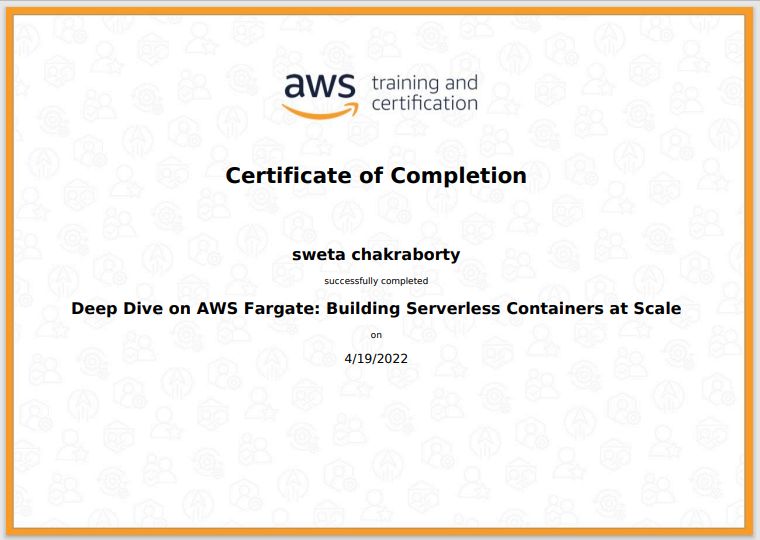 aws training and
certification
Certificate of Completion
sweta chakraborty
successfully completed
Deep Dive on AWS Fargate: Building Serverless Containers at Scale
on
4/19/2022